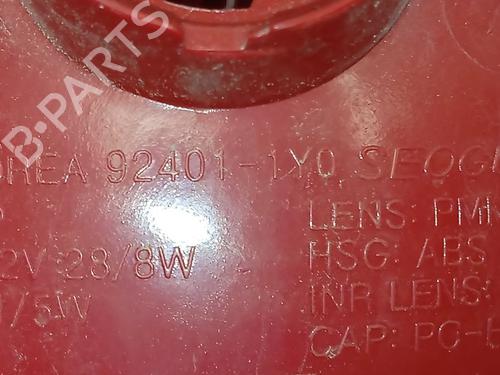 B-PARTS
OREA 92401-1Y0 SEOG
LENS: PM
2V 28/8W HSG: ABS
/5W INR LENS:
CAP: PC-